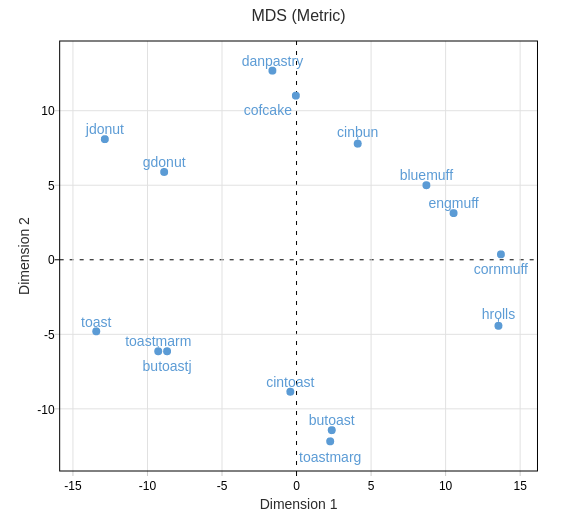 MDS (Metric)
danpastry
cofcake
jdonut
cinbun
gdonut
bluemuff
engmuff
cornmuff
hrolls
toast
toastmarm
butoastj
cintoast
butoast
toastmarg
10
5
0
-5
-10
Dimension 2
-15
-10
-5
0
5
10
15
Dimension 1